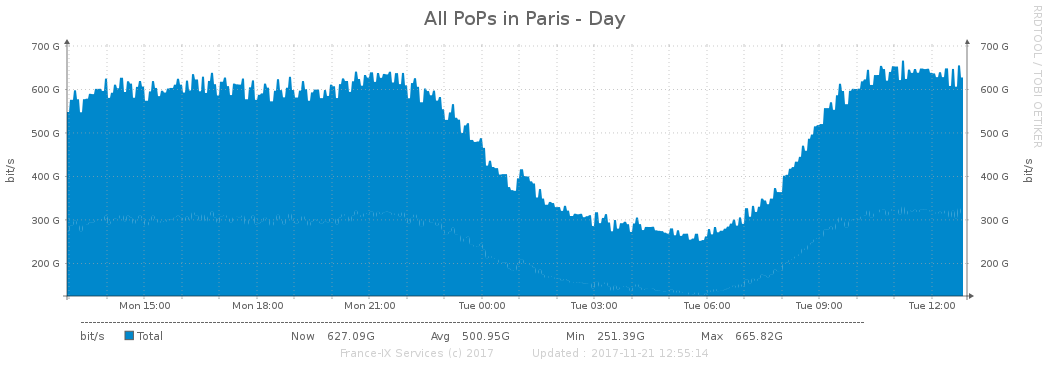 All PoPs in Paris - Day
RRDTOOL / TOBI OETIKER
700 G 700 G
600 G 600 G
500 G 500 G
400 G 400 G
300 G 300 G
200 G 200 G
bit/s bit/s
Mon 15:00 Mon 18:00 Mon 21:00 Tue 00:00 Tue 03:00 Tue 06:00 Tue 09:00 Tue 12:00
bit/s Total Now 627.09G Avg 500.95G Min 251.39G Max 665.82G
France-IX Services (c) 2017 Updated : 2017-11-21 12:55:14